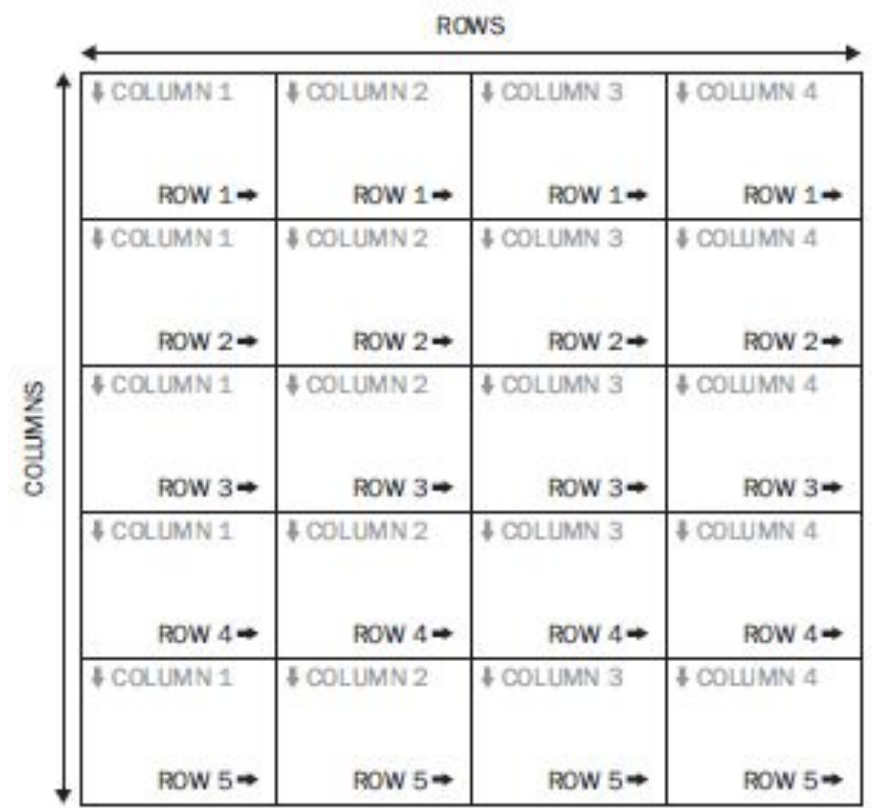 ROWS
COLUMN 1 COLUMN 2 COLUMN 3 COLUMN 4
ROW 1 ROW 1 ROW 1 ROW 1
COLUMN 1 COLUMN 2 COLUMN 3 COLUMN 4
ROW 2 ROW 2 ROW 2 ROW 2
COLUMNS
COLUMN 1 COLUMN 2 COLUMN 3 COLUMN 4
ROW 3 ROW 3 ROW 3 ROW 3
COLUMN 1 COLUMN 2 COLUMN 3 COLUMN 4
ROW 4 ROW 4 ROW 4 ROW 4
COLUMN 1 COLUMN 2 COLUMN 3 COLUMN 4
ROW 5 ROW 5 ROW 5 ROW 5